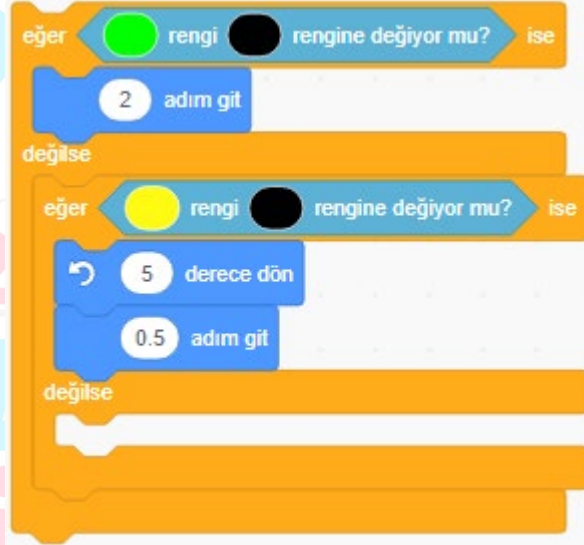 eğer rengi rengine değiyor mu? ise
2 adım git
değilse
eğer rengi rengine değiyor mu? ise
5 derece dön
0.5 adım git
değilse